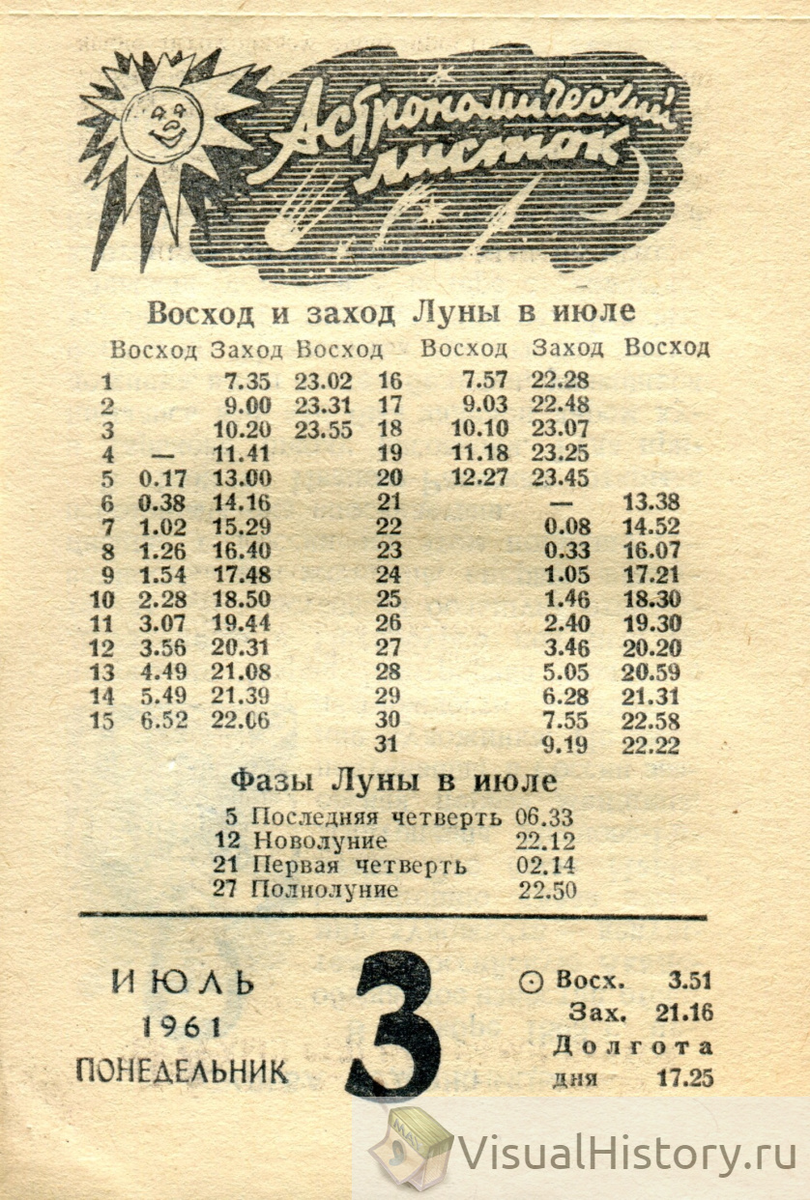 Астрономический
листок
Восход и заход Луны в июле
Восход Заход Восход Восход Заход Восход
1 7.35 23.02 16 7.57 22.28
2 9.00 23.31 17 9.03 22.48
3 10.20 23.55 18 10.10 23.07
4 — 11.41 19 11.18 23.25
5 0.17 13.00 20 12.27 23.45
6 0.38 14.16 21 — 13.38
7 1.02 15.29 22 0.08 14.52
8 1.26 16.40 23 0.33 16.07
9 1.54 17.48 24 1.05 17.21
10 2.28 18.50 25 1.46 18.30
11 3.07 19.44 26 2.40 19.30
12 3.56 20.31 27 3.46 20.20
13 4.49 21.08 28 5.05 20.59
14 5.49 21.39 29 6.28 21.31
15 6.52 22.06 30 7.55 22.58
31 9.19 22.22
Фазы Луны в июле
5 Последняя четверть 06.33
12 Новолуние 22.12
21 Первая четверть 02.14
27 Полнолуние 22.50
ИЮЛЬ
1961
ПОНЕДЕЛЬНИК
3
Восх. 3.51
Зах. 21.16
Долгота
дня 17.25
МАЙ
9
VisualHistory.ru